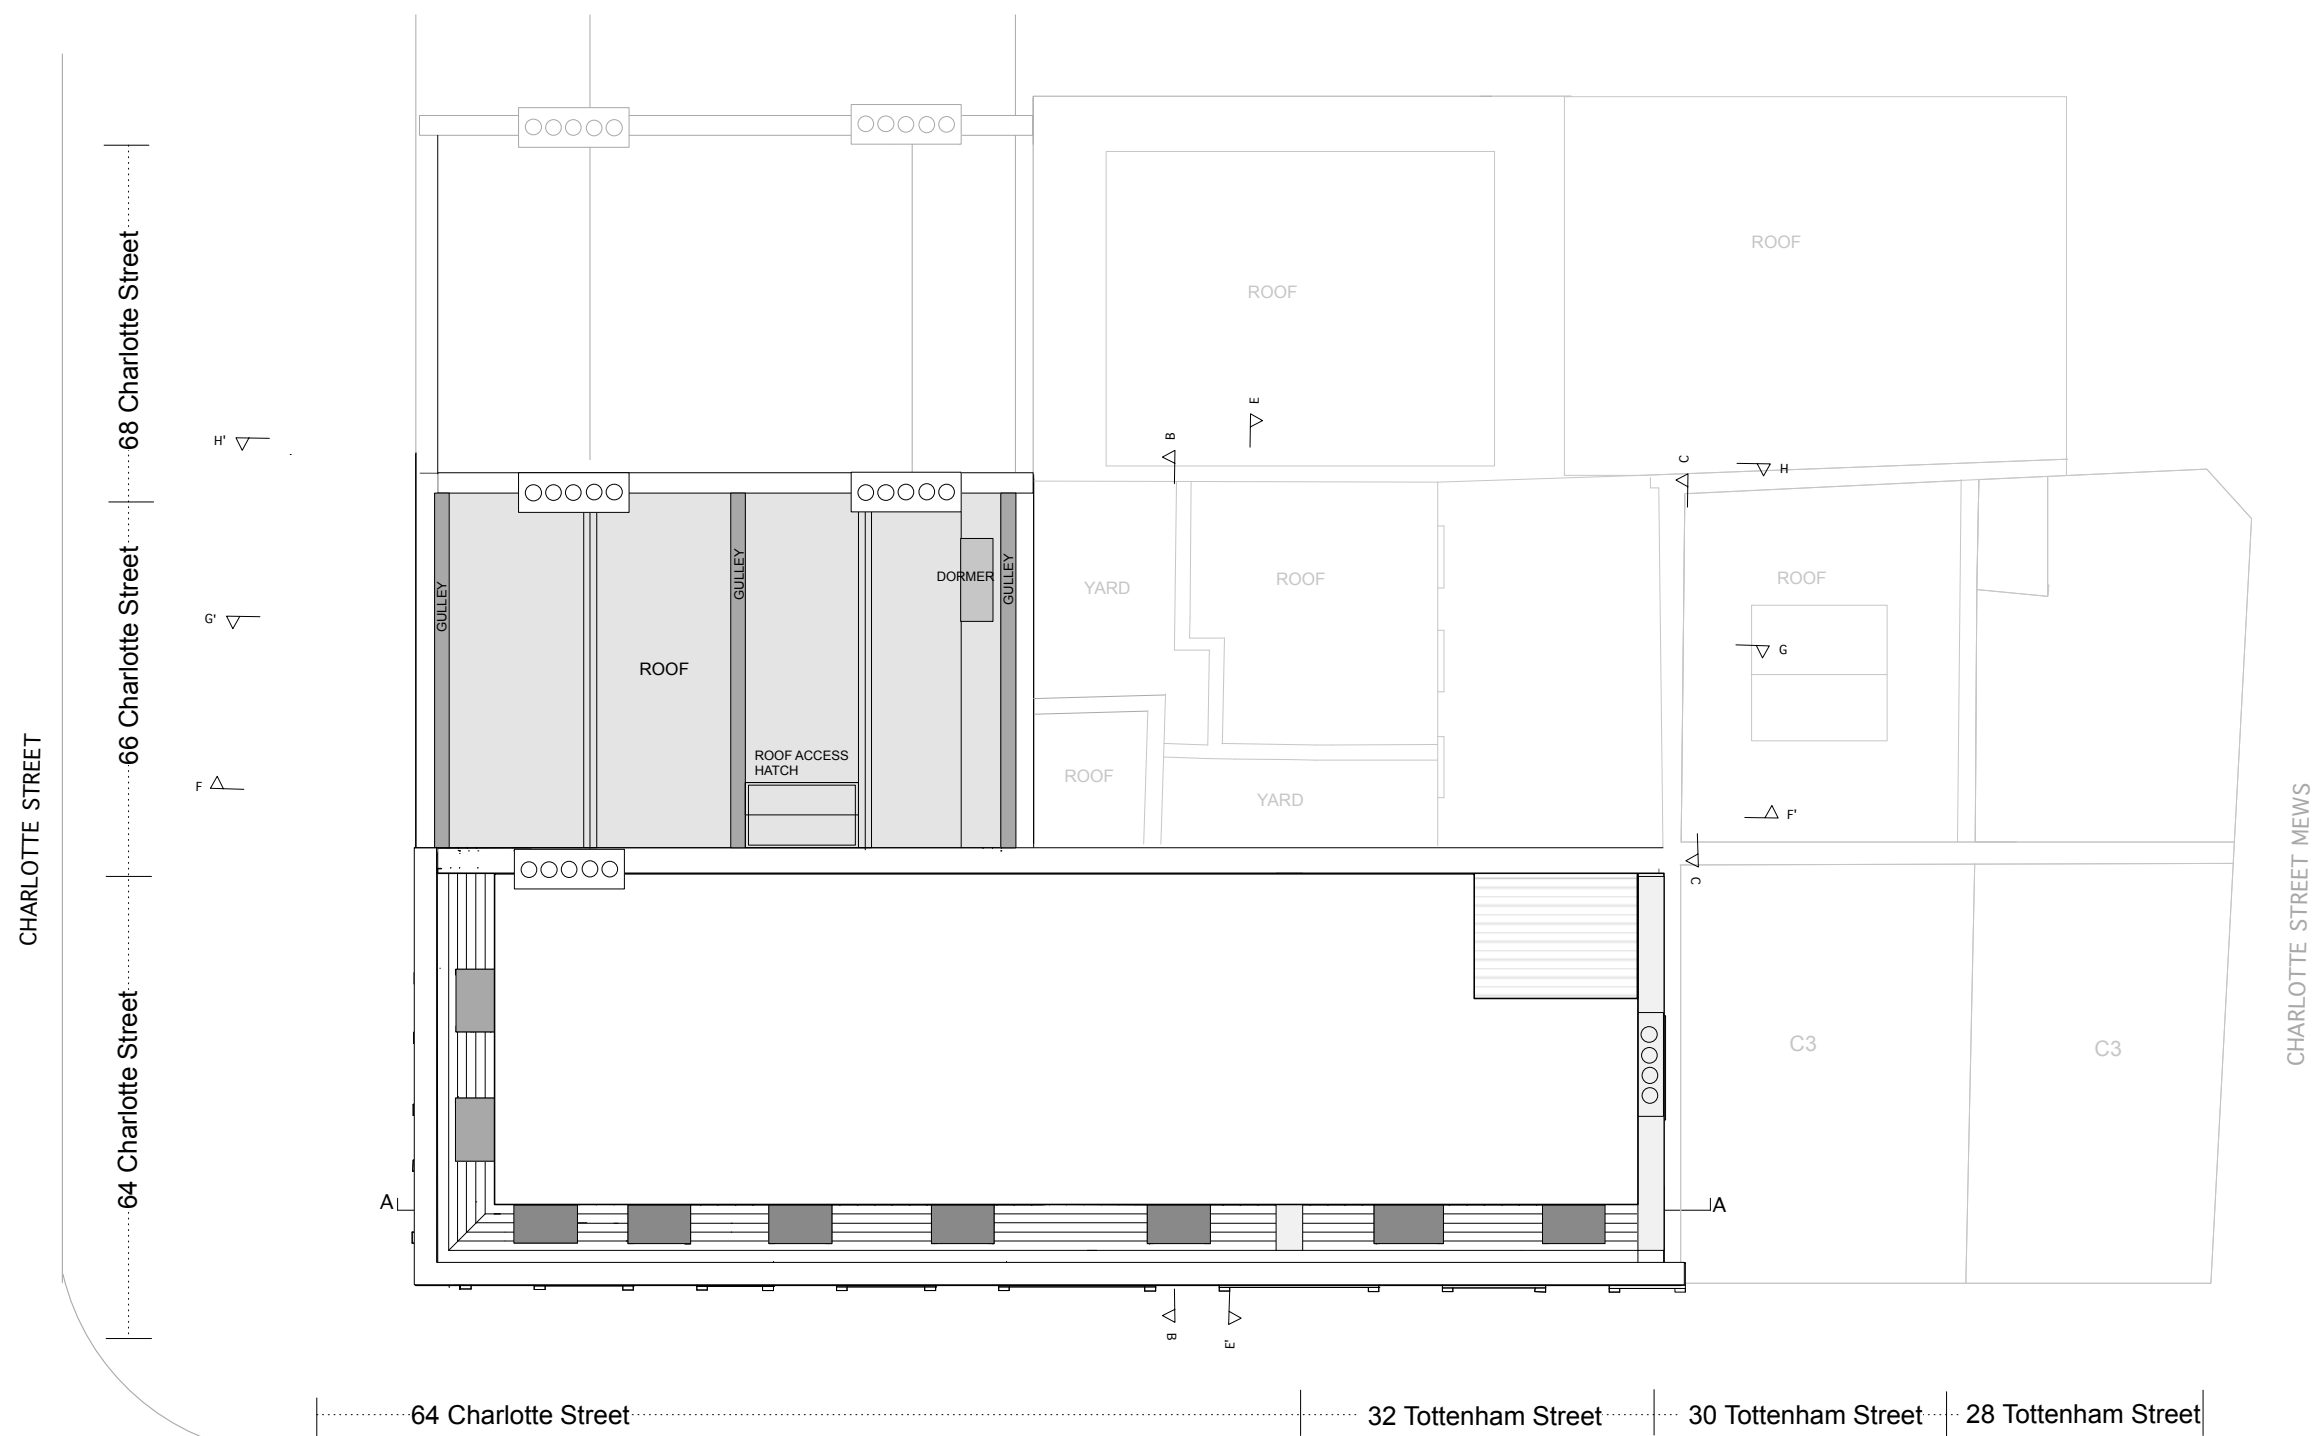 68 Charlotte Street
66 Charlotte Street
64 Charlotte Street
CHARLOTTE STREET
H'
G'
F
ROOF
ROOF
E
B
C
H
GULLEY
GULLEY
DORMER
GULLEY
ROOF
ROOF ACCESS
HATCH
YARD
ROOF
ROOF
YARD
ROOF
G
F'
C
C3
C3
CHARLOTTE STREET MEWS
A
A
B
E'
64 Charlotte Street
32 Tottenham Street
30 Tottenham Street
28 Tottenham Street